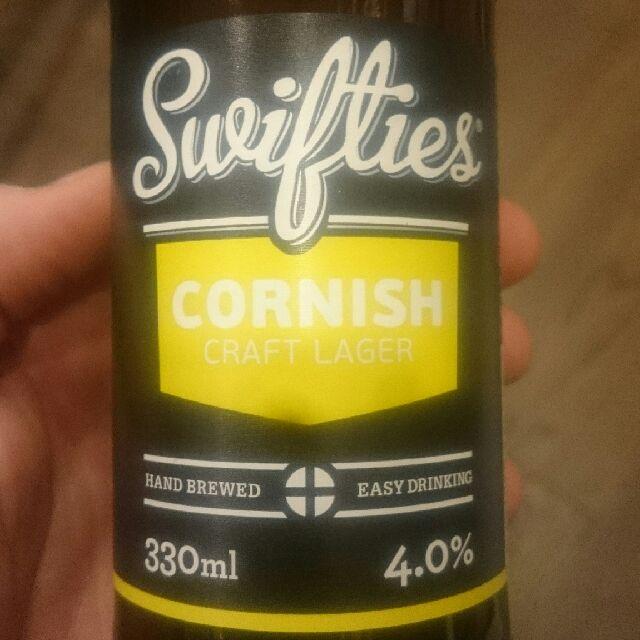 Swifties
CORNISH
CRAFT LAGER
HAND BREWED EASY DRINKING
330ml 4.0%